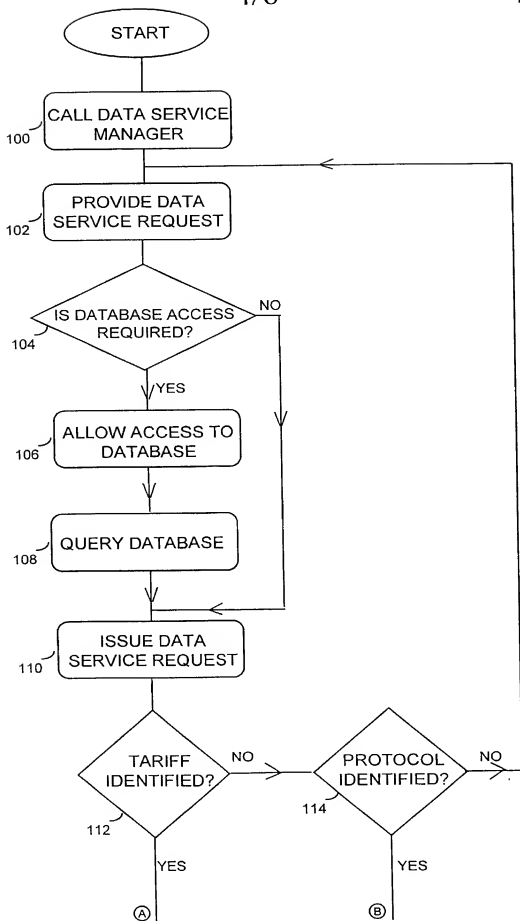 START
CALL DATA SERVICE
MANAGER
100
PROVIDE DATA
SERVICE REQUEST
102
IS DATABASE ACCESS
REQUIRED?
NO
104
YES
ALLOW ACCESS TO
DATABASE
106
QUERY DATABASE
108
ISSUE DATA
SERVICE REQUEST
110
TARIFF
IDENTIFIED?
NO
PROTOCOL
IDENTIFIED?
NO
112
114
YES
YES
A
B